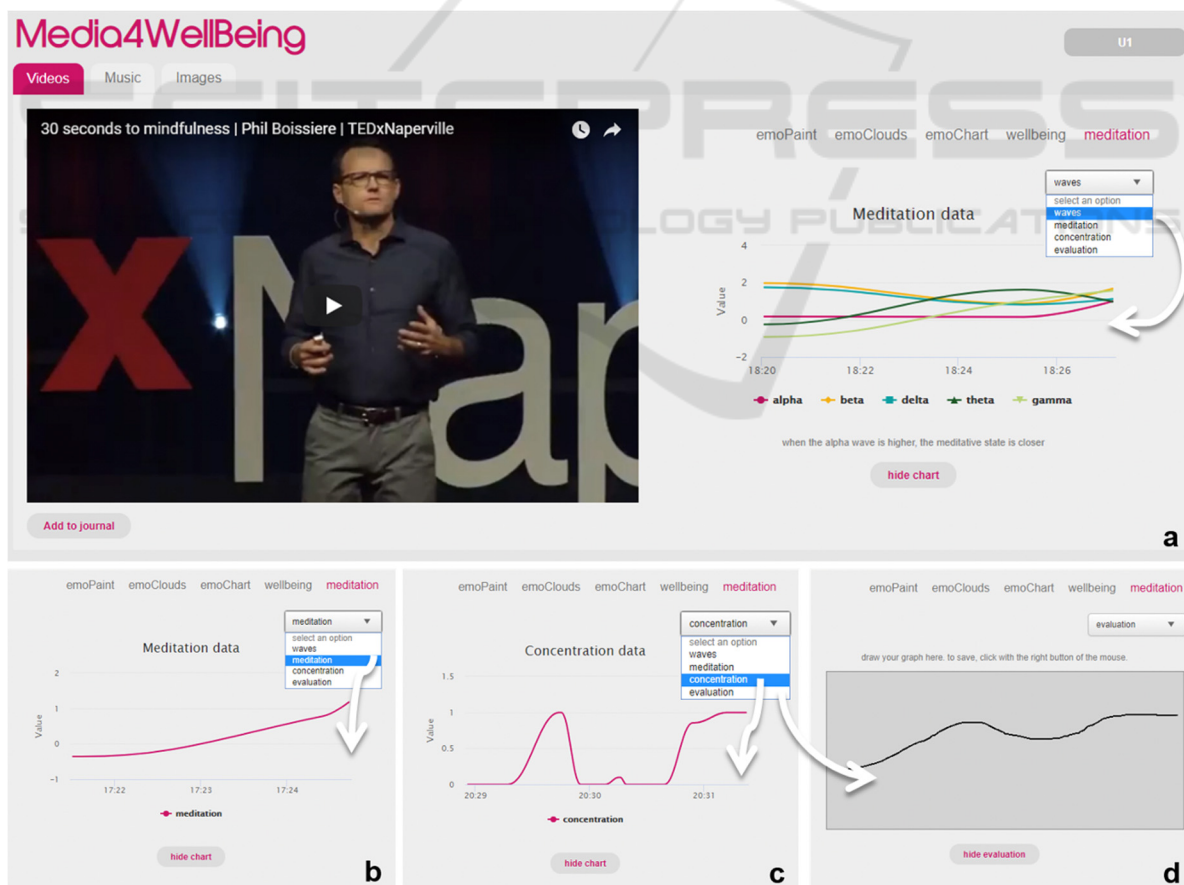 Media4WellBeing
U1
Videos Music Images
30 seconds to mindfulness | Phil Boissiere | TEDxNaperville
x Nap
Add to journal
emoPaint emoClouds emoChart wellbeing meditation
waves
select an option
waves
meditation
concentration
evaluation
Meditation data
Value
4
2
0
−2
18:20 18:22 18:24 18:26
alpha beta delta theta gamma
when the alpha wave is higher, the meditative state is closer
hide chart
a
SCITEPRESS
SCIENCE AND TECHNOLOGY PUBLICATIONS
emoPaint emoClouds emoChart wellbeing meditation
meditation
select an option
waves
meditation
concentration
evaluation
Meditation data
Value
2
1
0
−1
17:22 17:23 17:24
meditation
hide chart
b
emoPaint emoClouds emoChart wellbeing meditation
concentration
select an option
waves
meditation
concentration
evaluation
Concentration data
Value
1.5
1
0.5
0
20:29 20:30 20:31
concentration
hide chart
c
emoPaint emoClouds emoChart wellbeing meditation
evaluation
draw your graph here. to save, click with the right button of the mouse.
hide evaluation
d